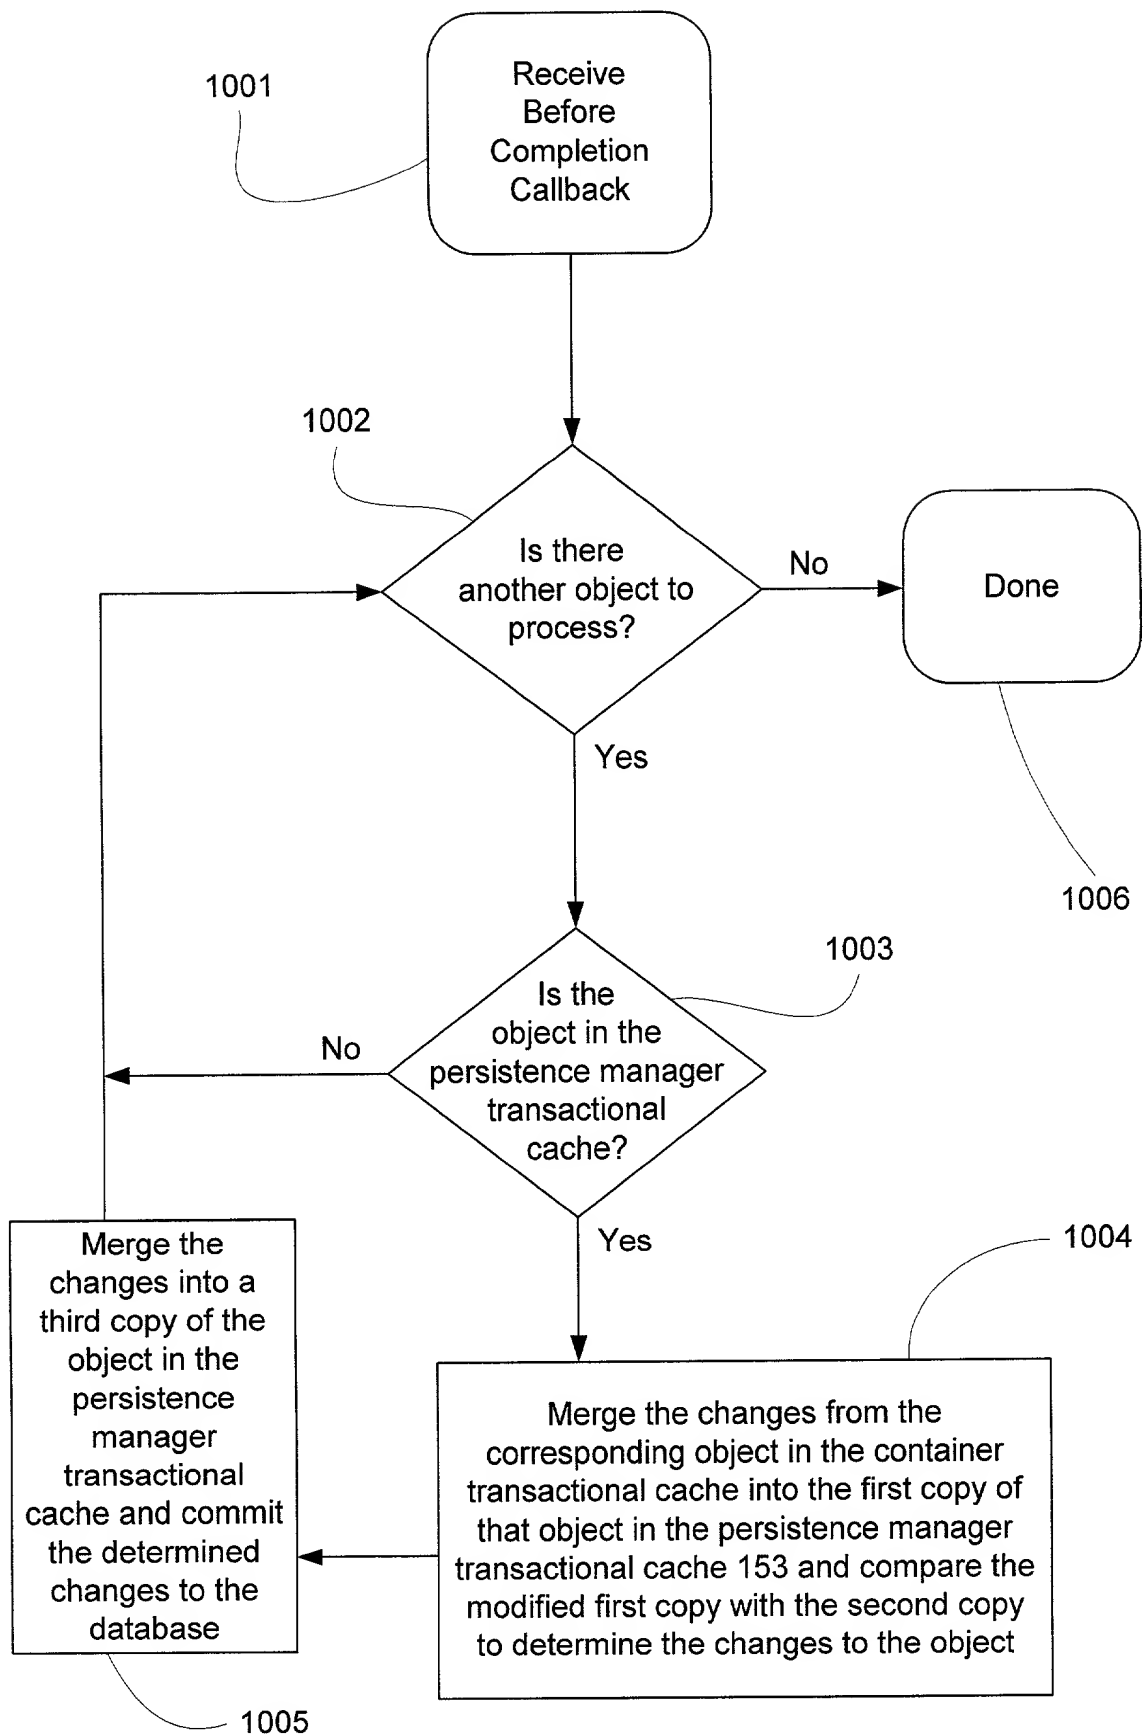 1001
Receive
Before
Completion
Callback
1002
Is there
another object to
process?
No
Done
Yes
1006
1003
Is the
object in the
persistence manager
transactional
cache?
No
Yes
1004
Merge the
changes into a
third copy of the
object in the
persistence
manager
transactional
cache and commit
the determined
changes to the
database
Merge the changes from the
corresponding object in the container
transactional cache into the first copy of
that object in the persistence manager
transactional cache 153 and compare the
modified first copy with the second copy
to determine the changes to the object
1005